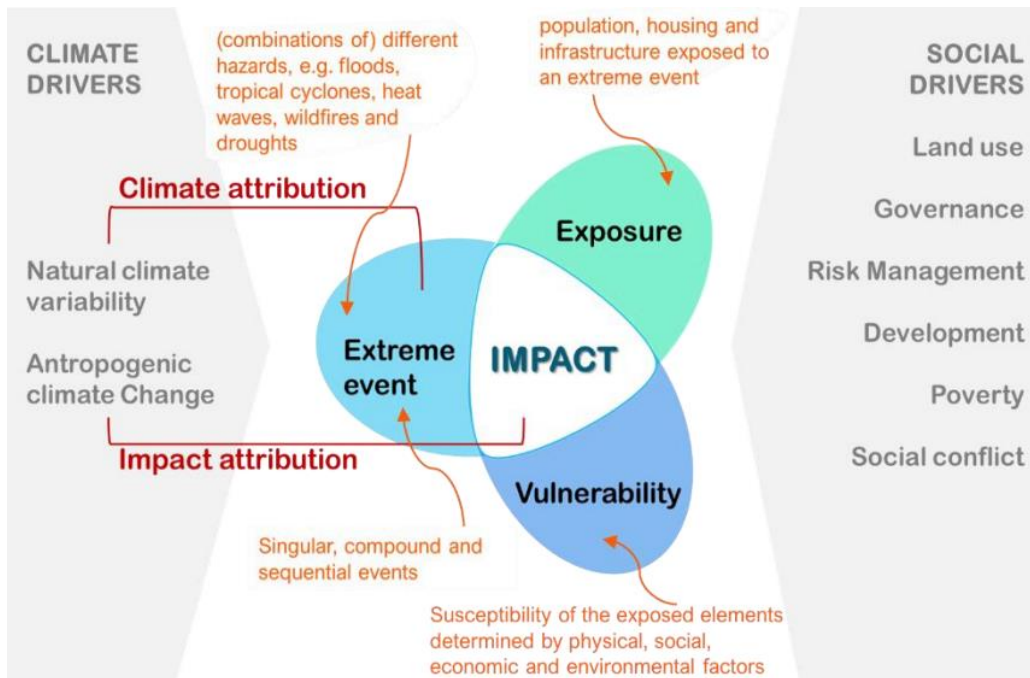 CLIMATE
DRIVERS
(combinations of) different
hazards, e.g. floods,
tropical cyclones, heat
waves, wildfires and
droughts
population, housing and
infrastructure exposed to
an extreme event
SOCIAL
DRIVERS
Climate attribution
Natural climate
variability
Antropogenic
climate Change
Impact attribution
Extreme
event
IMPACT
Exposure
Vulnerability
Land use
Governance
Risk Management
Development
Poverty
Social conflict
Singular, compound and
sequential events
Susceptibility of the exposed elements
determined by physical, social,
economic and environmental factors